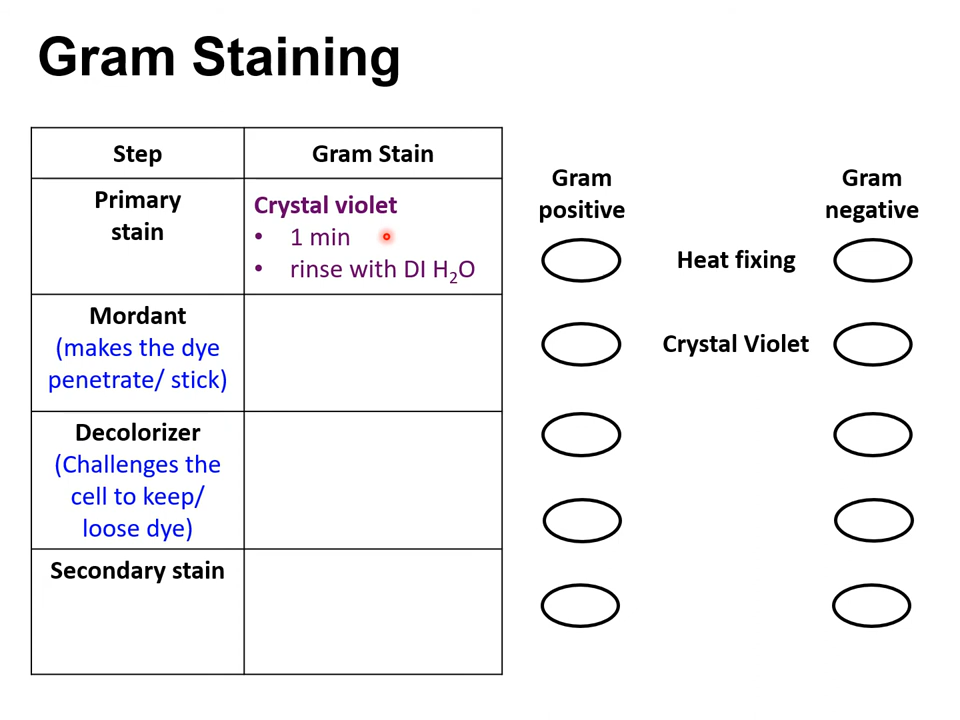 Gram Staining
Step
Gram Stain
Primary
stain
Crystal violet
• 1 min
• rinse with DI H₂O
Mordant
(makes the dye
penetrate/ stick)
Decolorizer
(Challenges the
cell to keep/
loose dye)
Secondary stain
Gram
positive
Gram
negative
Heat fixing
Crystal Violet